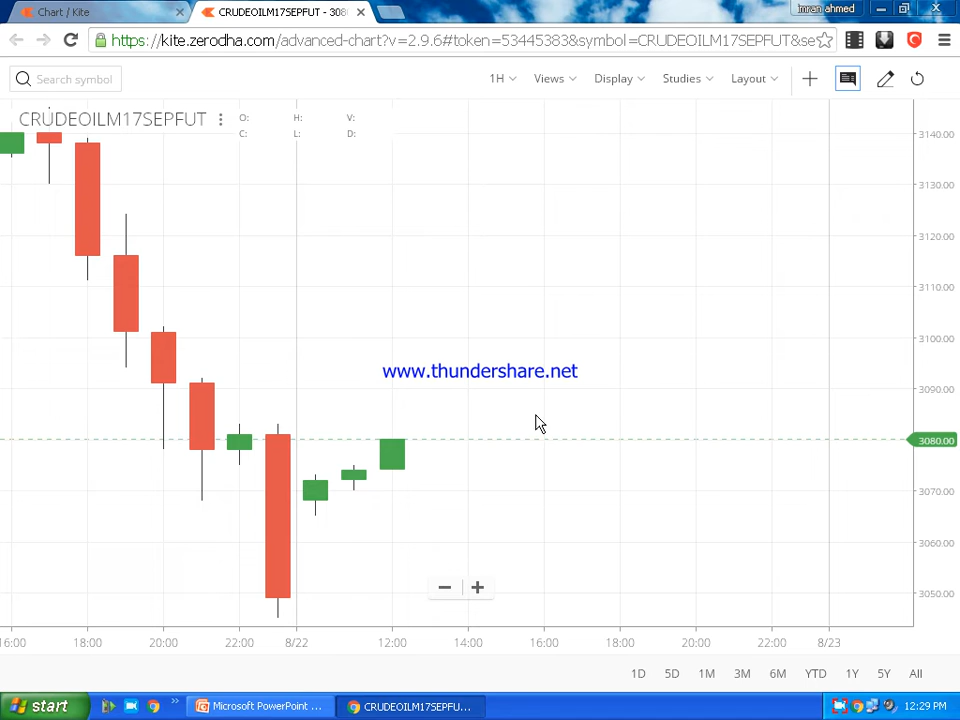 Chart / Kite
CRUDEOILM17SEPFUT - 308
imran ahmed
https://kite.zerodha.com/advanced-chart?v=2.9.6#token=53445383&symbol=CRUDEOILM17SEPFUT&se
Search symbol
1H
Views
Display
Studies
Layout
CRUDEOILM17SEPFUT
O: H: V:
C: L: D:
3140.00
3130.00
3120.00
3110.00
3100.00
3090.00
3080.00
3070.00
3060.00
3050.00
www.thundershare.net
16:00 18:00 20:00 22:00 8/22 12:00 14:00 16:00 18:00 20:00 22:00 8/23
1D 5D 1M 3M 6M YTD 1Y 5Y All
start
Microsoft PowerPoint ...
CRUDEOILM17SEPFU...
12:29 PM